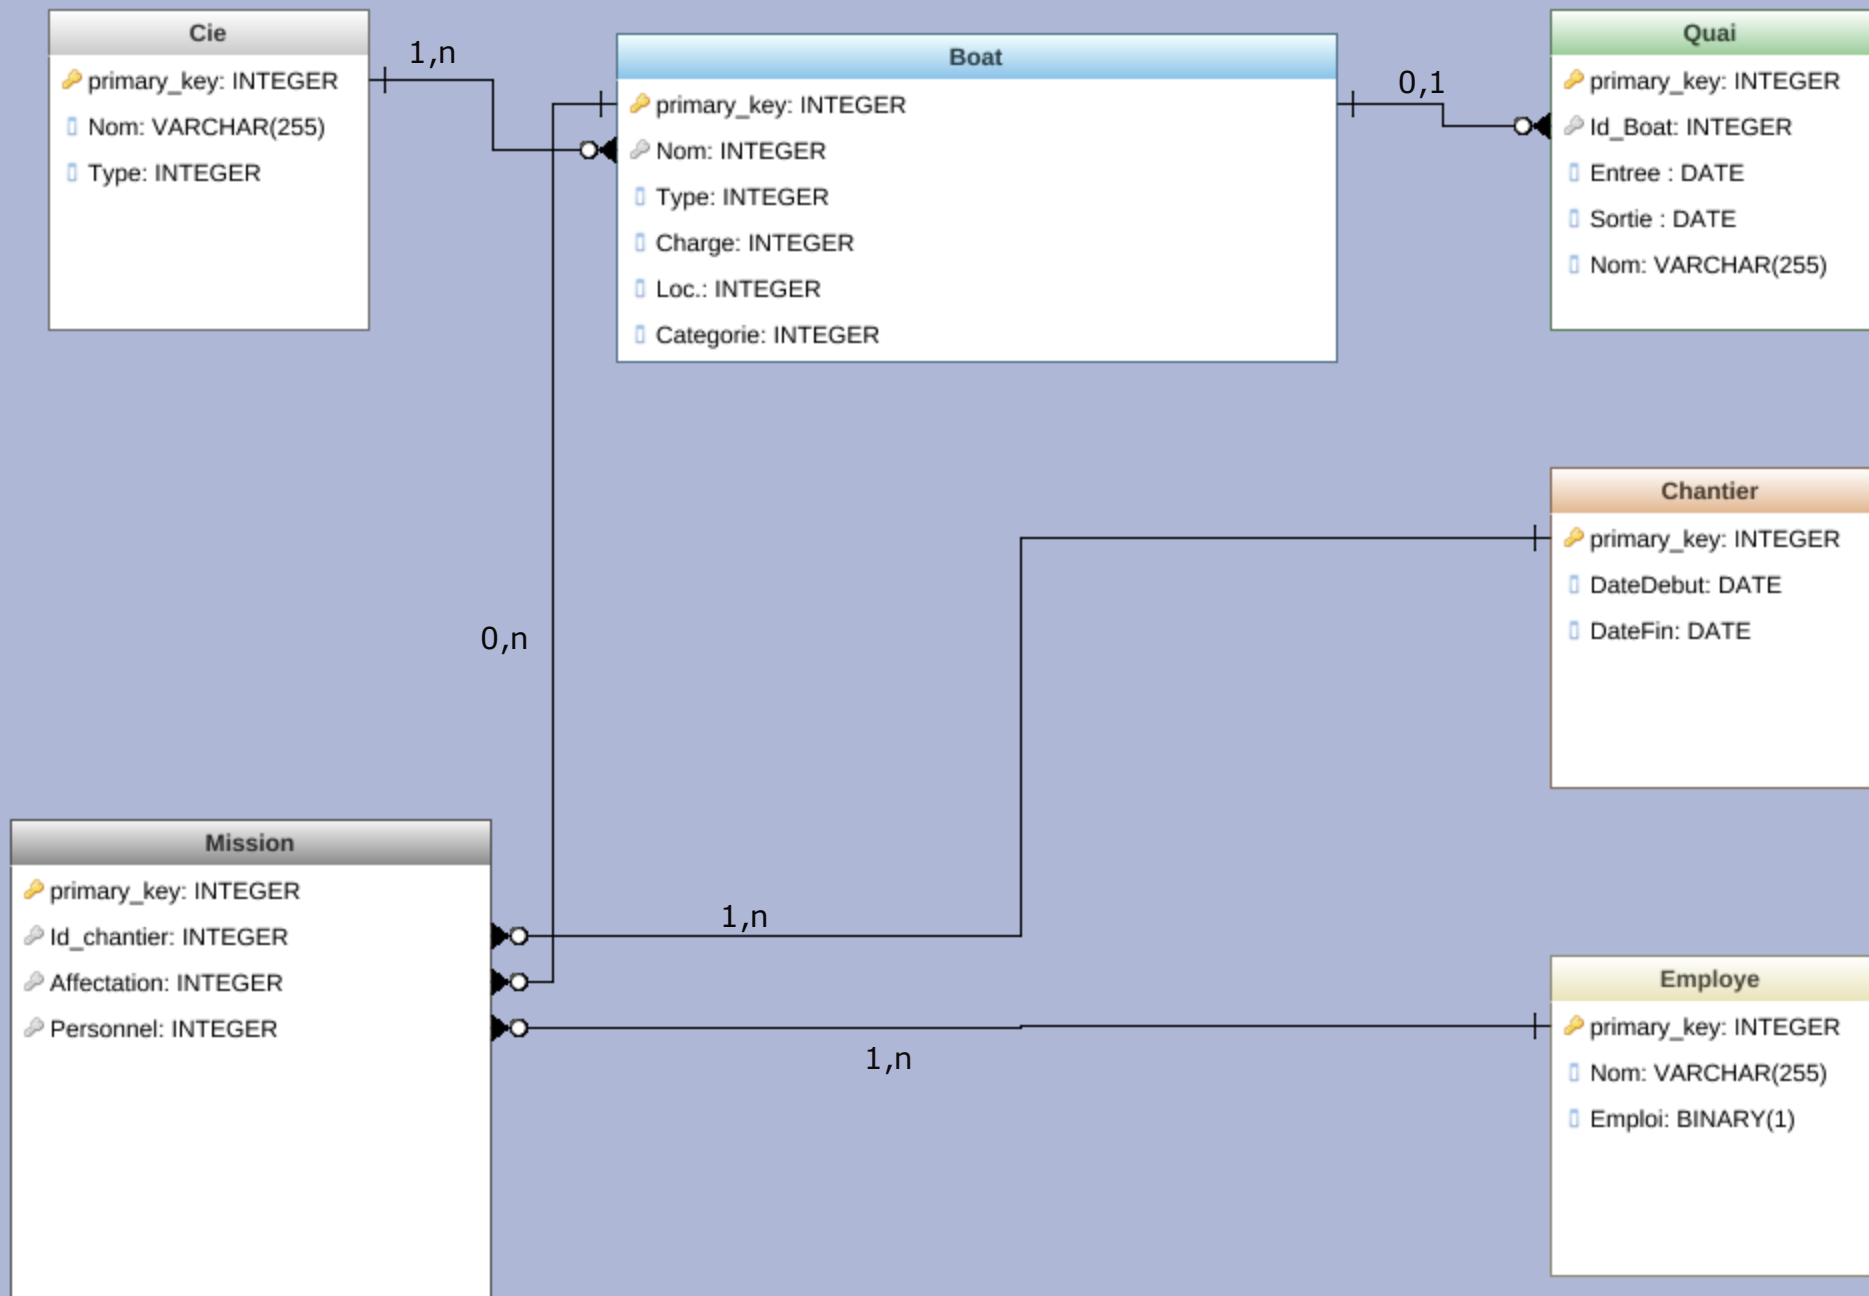 Cie
primary_key: INTEGER
Nom: VARCHAR(255)
Type: INTEGER
1,n
Boat
primary_key: INTEGER
Nom: INTEGER
Type: INTEGER
Charge: INTEGER
Loc.: INTEGER
Categorie: INTEGER
0,1
Quai
primary_key: INTEGER
Id_Boat: INTEGER
Entree : DATE
Sortie : DATE
Nom: VARCHAR(255)
0,n
Chantier
primary_key: INTEGER
DateDebut: DATE
DateFin: DATE
Mission
primary_key: INTEGER
Id_chantier: INTEGER
Affectation: INTEGER
Personnel: INTEGER
1,n
1,n
Employe
primary_key: INTEGER
Nom: VARCHAR(255)
Emploi: BINARY(1)